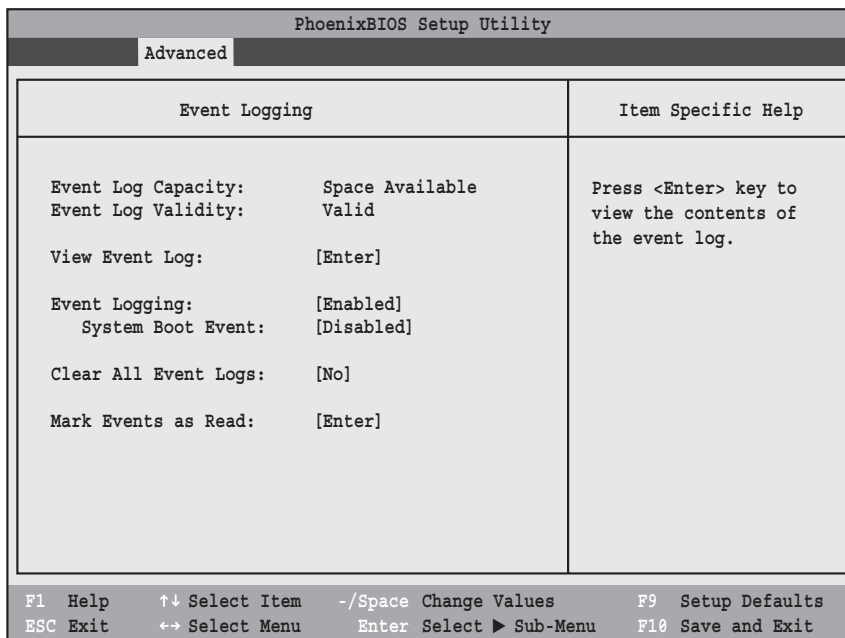 PhoenixBIOS Setup Utility
Advanced
Event Logging
Item Specific Help
Event Log Capacity: Space Available
Event Log Validity: Valid
View Event Log: [Enter]
Event Logging: [Enabled]
System Boot Event: [Disabled]
Clear All Event Logs: [No]
Mark Events as Read: [Enter]
Press <Enter> key to
view the contents of
the event log.
F1 Help ↑↓ Select Item -/Space Change Values F9 Setup Defaults
ESC Exit ←→ Select Menu Enter Select ▶ Sub-Menu F10 Save and Exit